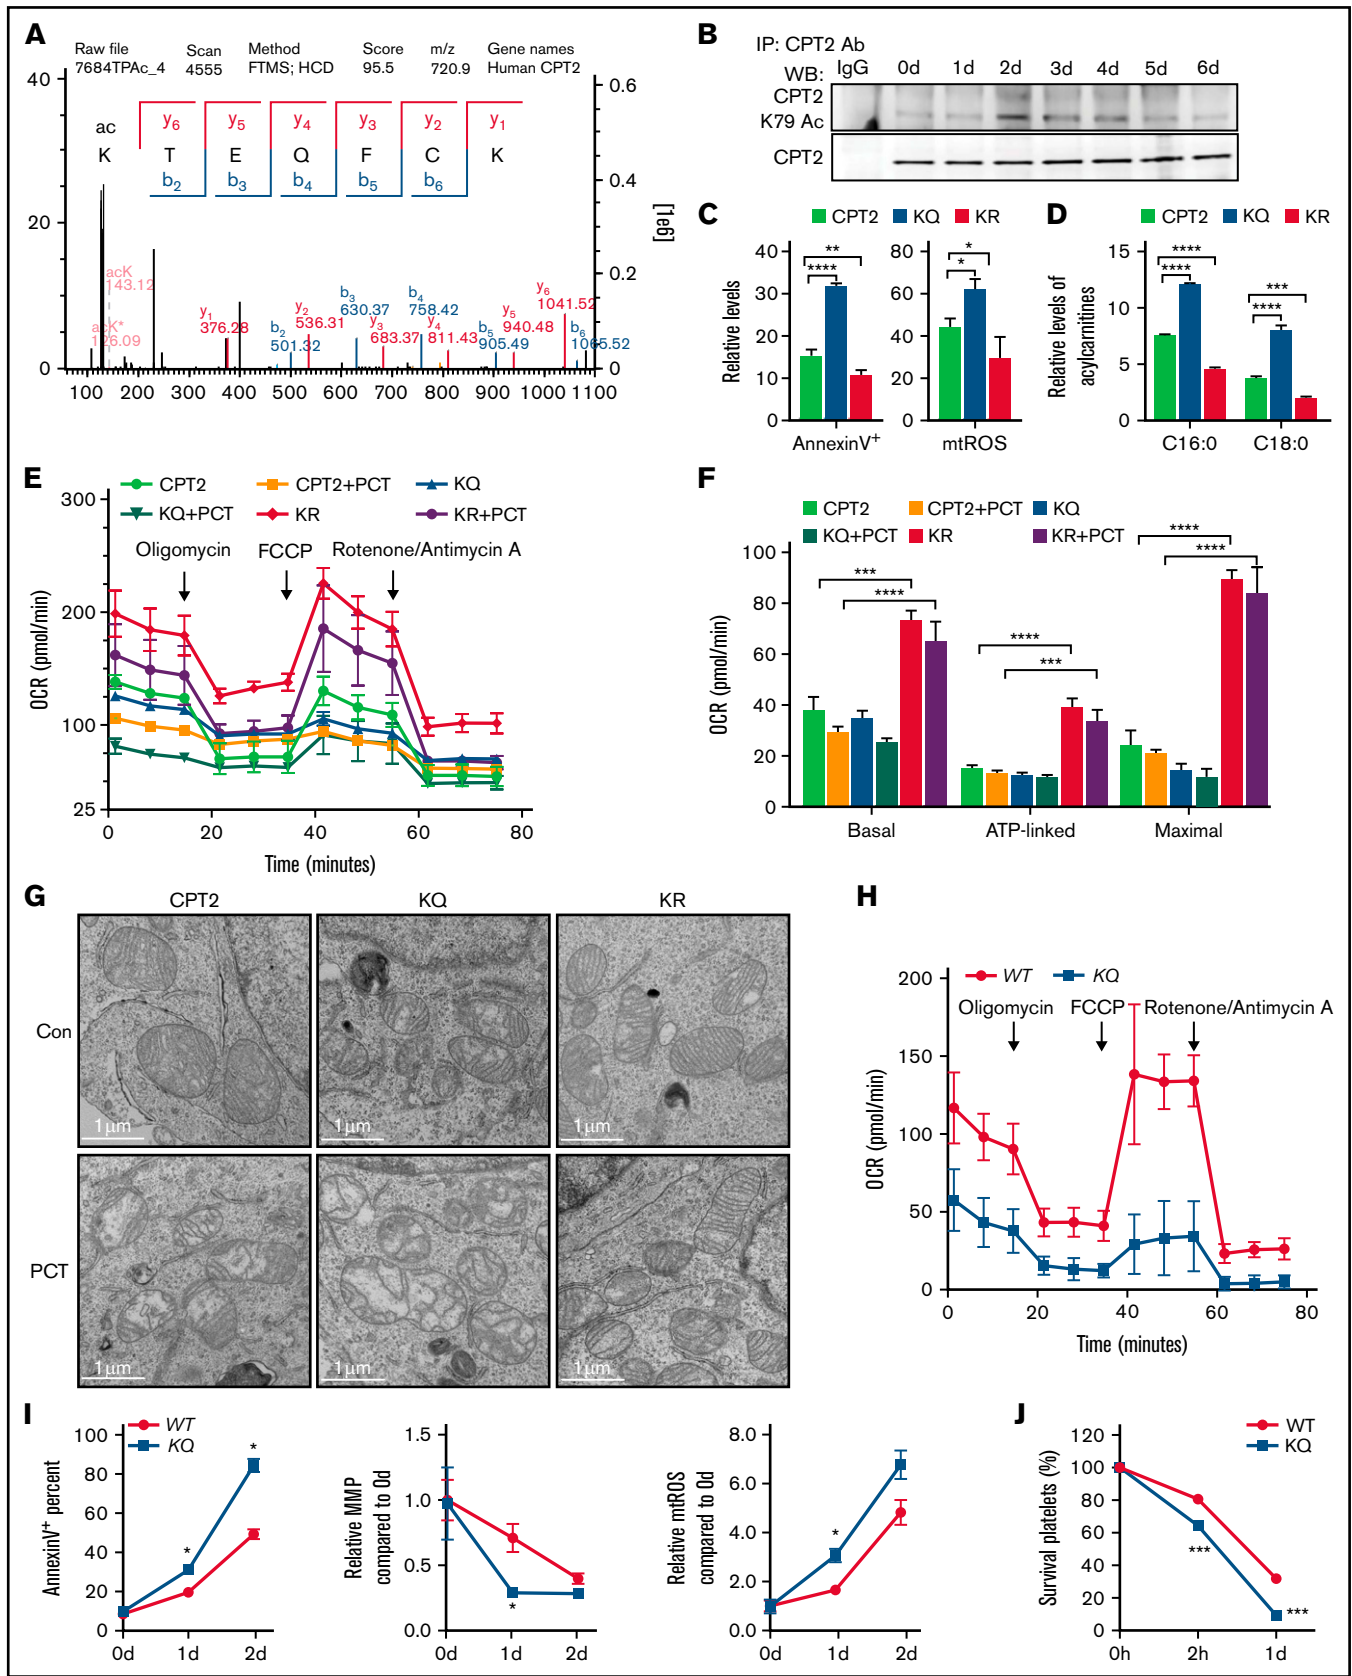 A
Raw file Scan Method Score m/z Gene names
7684TPAc_4 4555 FTMS; HCD 95.5 720.9 Human CPT2
40
20
0
0.6
0.4
0.2
0
[1e6]
y6 y5 y4 y3 y2 y1
ac
K T E Q F C K
b2 b3 b4 b5 b6
acK
143.12
acK*
126.09
y1
376.28
b2
501.32
y2
536.31
b3
630.37
y3
683.37
b4
758.42
y4
811.43
b5
905.49
y5
940.48
y6
1041.52
b6
1065.52
100 200 300 400 500 600 700 800 900 1000 1100
B
IP: CPT2 Ab
WB: IgG 0d 1d 2d 3d 4d 5d 6d
CPT2
K79 Ac
CPT2
C
CPT2 KQ KR
Relative levels
40
30
20
10
0
** 
****
AnnexinV+
80
60
40
20
0
*
*
mtROS
D
CPT2 KQ KR
Relative levels of
acylcarnitines
15
10
5
0
****
****
***
****
C16:0 C18:0
E
CPT2 CPT2+PCT KQ
KQ+PCT KR KR+PCT
Oligomycin FCCP Rotenone/Antimycin A
OCR (pmol/min)
300
200
100
25
0 20 40 60 80
Time (minutes)
F
CPT2 CPT2+PCT KQ
KQ+PCT KR KR+PCT
OCR (pmol/min)
100
80
60
40
20
0
***
****
****
***
****
****
Basal ATP-linked Maximal
G
CPT2 KQ KR
Con
1µm 1µm 1µm
PCT
1µm 1µm 1µm
H
WT KQ
Oligomycin FCCP Rotenone/Antimycin A
OCR (pmol/min)
200
150
100
50
0
0 20 40 60 80
Time (minutes)
I
WT
KQ
AnnexinV+ percent
100
80
60
40
20
0
*
*
0d 1d 2d
Relative MMP
compared to 0d
1.5
1.0
0.5
0.0
*
0d 1d 2d
Relative mtROS
compared to 0d
8.0
6.0
4.0
2.0
0.0
*
0d 1d 2d
J
WT
KQ
Survival platelets (%)
120
100
80
60
40
20
0
***
***
0h 2h 1d